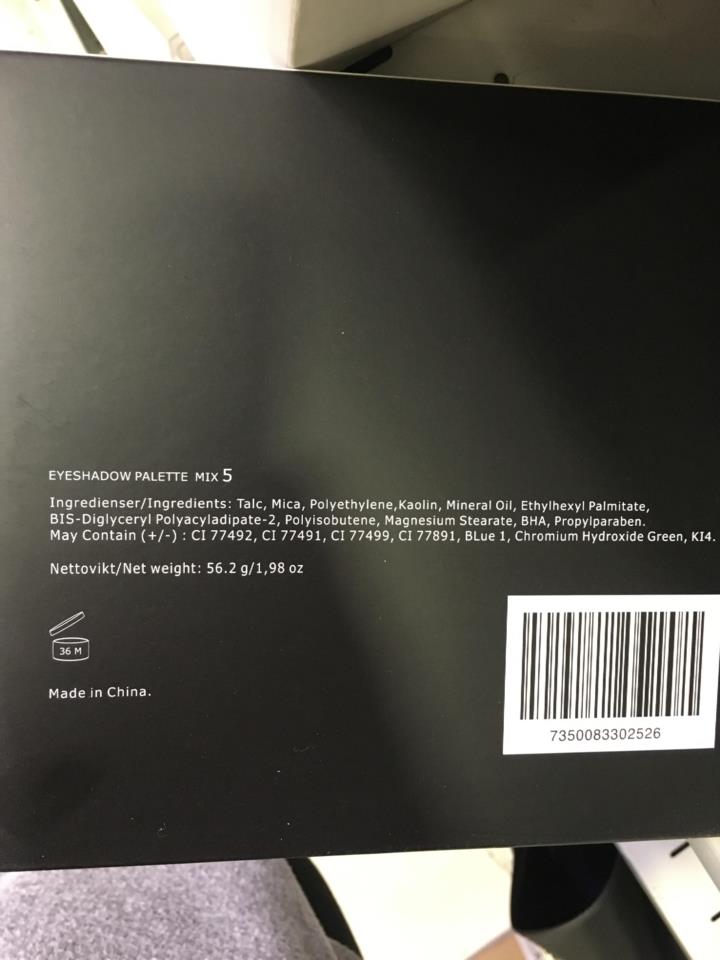 EYESHADOW PALETTE MIX 5
Ingredienser/Ingredients: Talc, Mica, Polyethylene,Kaolin, Mineral Oil, Ethylhexyl Palmitate,
BIS-Diglyceryl Polyacyladipate-2, Polyisobutene, Magnesium Stearate, BHA, Propylparaben.
May Contain (+/-) : CI 77492, CI 77491, CI 77499, CI 77891, BLue 1, Chromium Hydroxide Green, KI4.
Nettovikt/Net weight: 56.2 g/1,98 oz
36 M
Made in China.
7350083302526